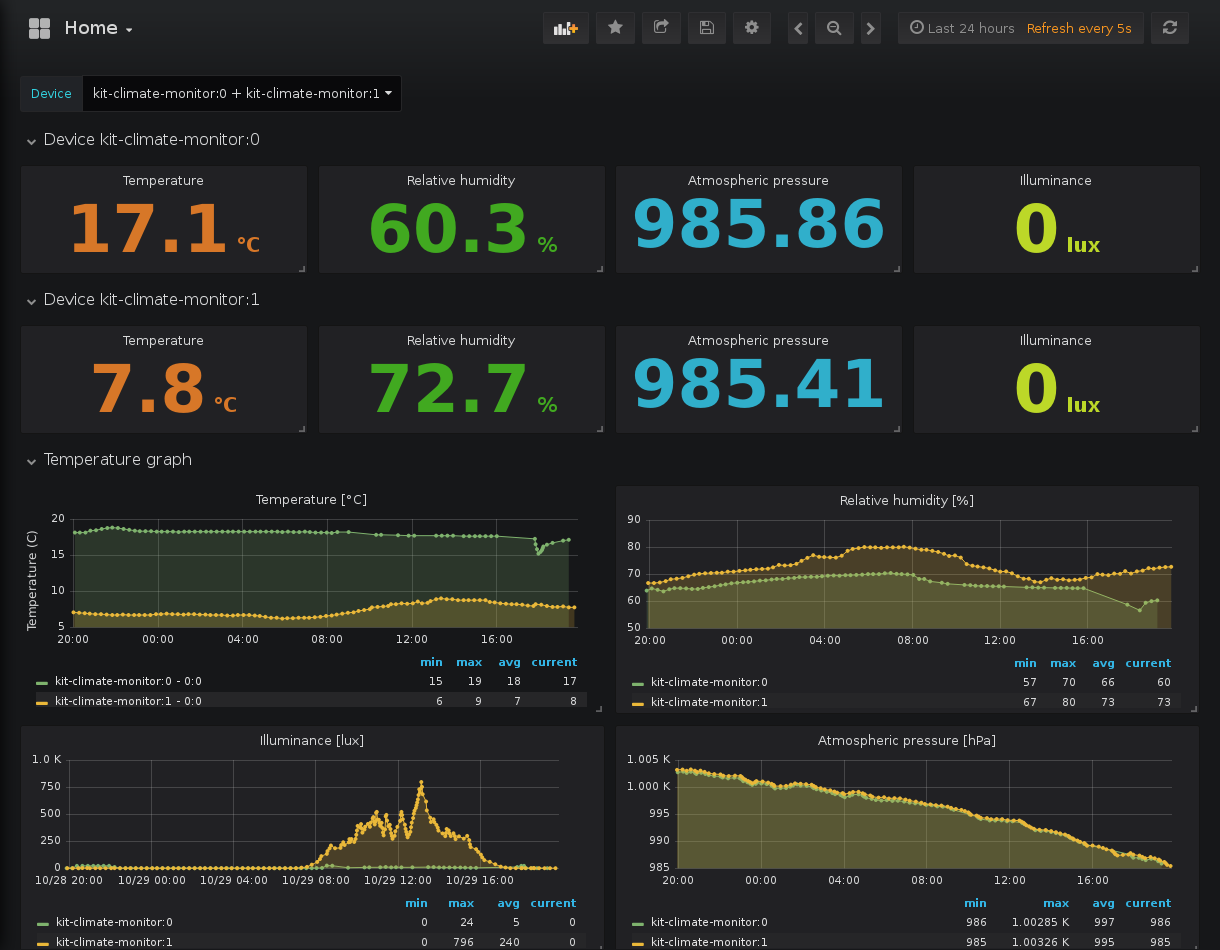 Home
Last 24 hours Refresh every 5s
Device kit-climate-monitor:0 + kit-climate-monitor:1
Device kit-climate-monitor:0
Temperature Relative humidity Atmospheric pressure Illuminance
17.1 °C 60.3 % 985.86 0 lux
Device kit-climate-monitor:1
Temperature Relative humidity Atmospheric pressure Illuminance
7.8 °C 72.7 % 985.41 0 lux
Temperature graph
Temperature [°C]
Temperature (C)
20
15
10
5
20:00 00:00 04:00 08:00 12:00 16:00
min max avg current
kit-climate-monitor:0 - 0:0 15 19 18 17
kit-climate-monitor:1 - 0:0 6 9 7 8
Relative humidity [%]
90
80
70
60
50
20:00 00:00 04:00 08:00 12:00 16:00
min max avg current
kit-climate-monitor:0 57 70 66 60
kit-climate-monitor:1 67 80 73 73
Illuminance [lux]
1.0 K
750
500
250
0
10/28 20:00 10/29 00:00 10/29 04:00 10/29 08:00 10/29 12:00 10/29 16:00
min max avg current
kit-climate-monitor:0 0 24 5 0
kit-climate-monitor:1 0 796 240 0
Atmospheric pressure [hPa]
1.005 K
1.000 K
995
990
985
20:00 00:00 04:00 08:00 12:00 16:00
min max avg current
kit-climate-monitor:0 986 1.00285 K 997 986
kit-climate-monitor:1 985 1.00326 K 995 985